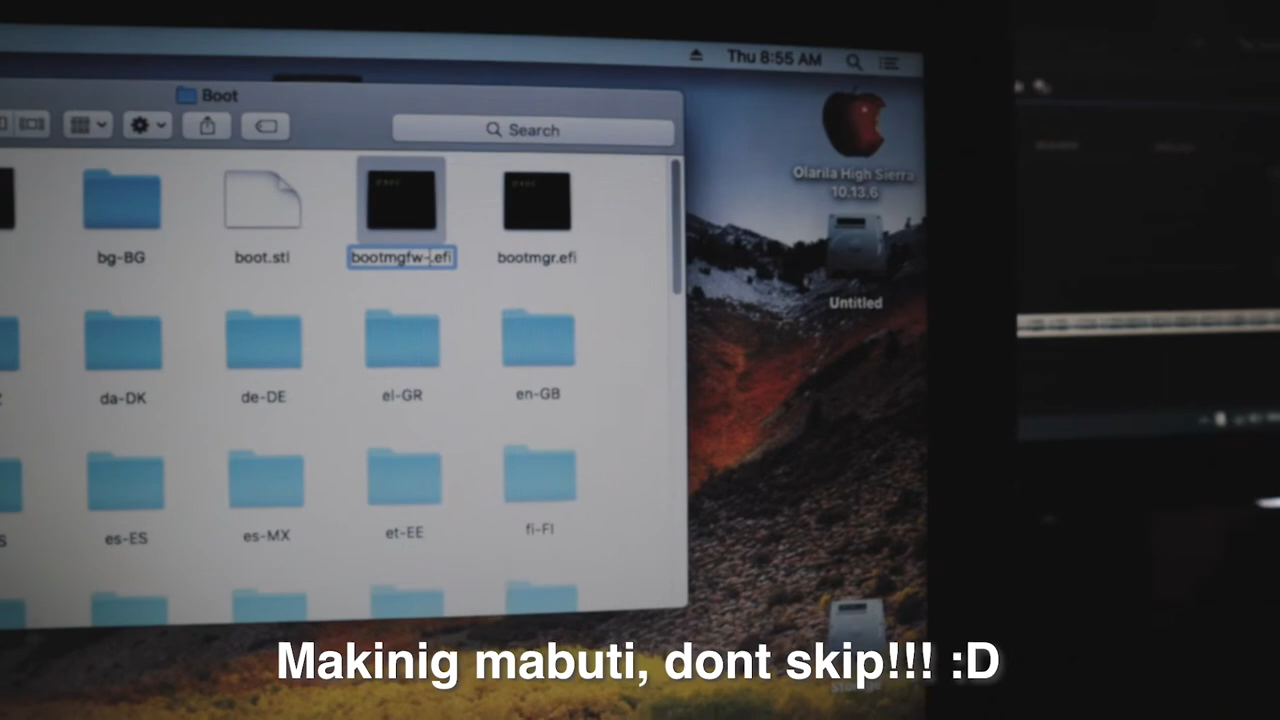 Thu 8:55 AM
Boot
Search
Olarila High Sierra
10.13.6
Untitled
bg-BG
boot.stl
bootmgfw-.efi
bootmgr.efi
da-DK
de-DE
el-GR
en-GB
es-ES
es-MX
et-EE
fi-FI
Makinig mabuti, dont skip!!! :D